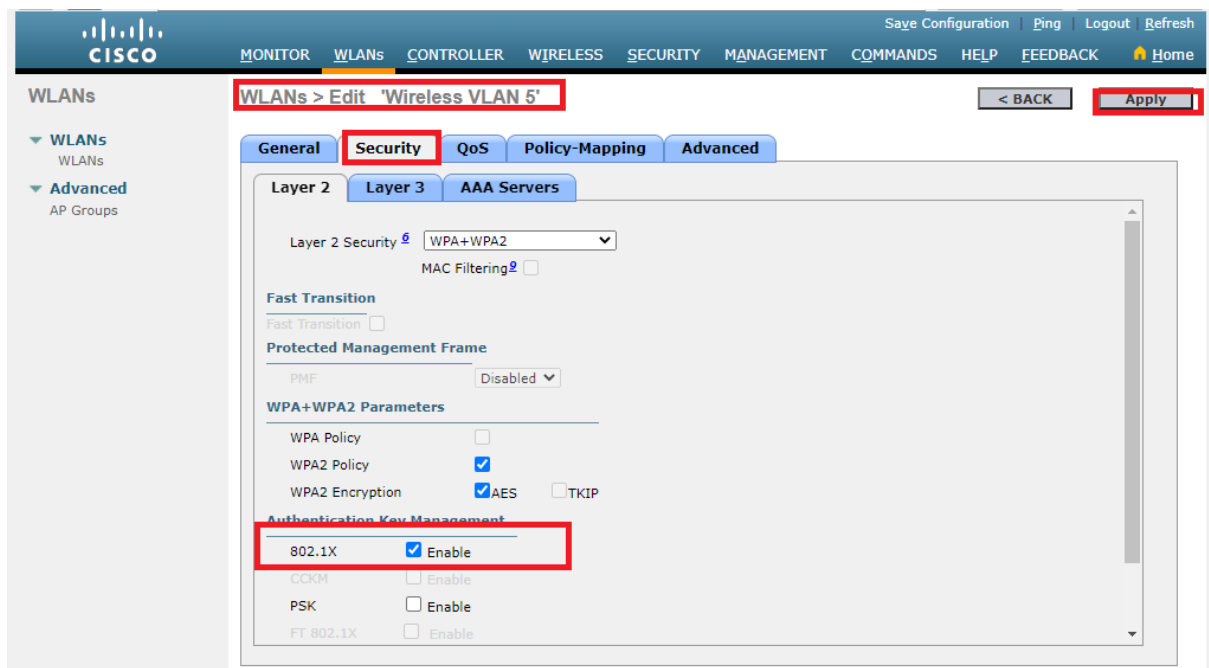 Save Configuration | Ping | Logout | Refresh
CISCO MONITOR WLANs CONTROLLER WIRELESS SECURITY MANAGEMENT COMMANDS HELP FEEDBACK Home
WLANs
WLANs > Edit 'Wireless VLAN 5'
< BACK Apply
WLANs
WLANs
Advanced
AP Groups
General Security QoS Policy-Mapping Advanced
Layer 2 Layer 3 AAA Servers
Layer 2 Security 6 WPA+WPA2
MAC Filtering 9
Fast Transition
Fast Transition
Protected Management Frame
PMF Disabled
WPA+WPA2 Parameters
WPA Policy
WPA2 Policy
WPA2 Encryption AES TKIP
Authentication Key Management
802.1X Enable
CCKM Enable
PSK Enable
FT 802.1X Enable